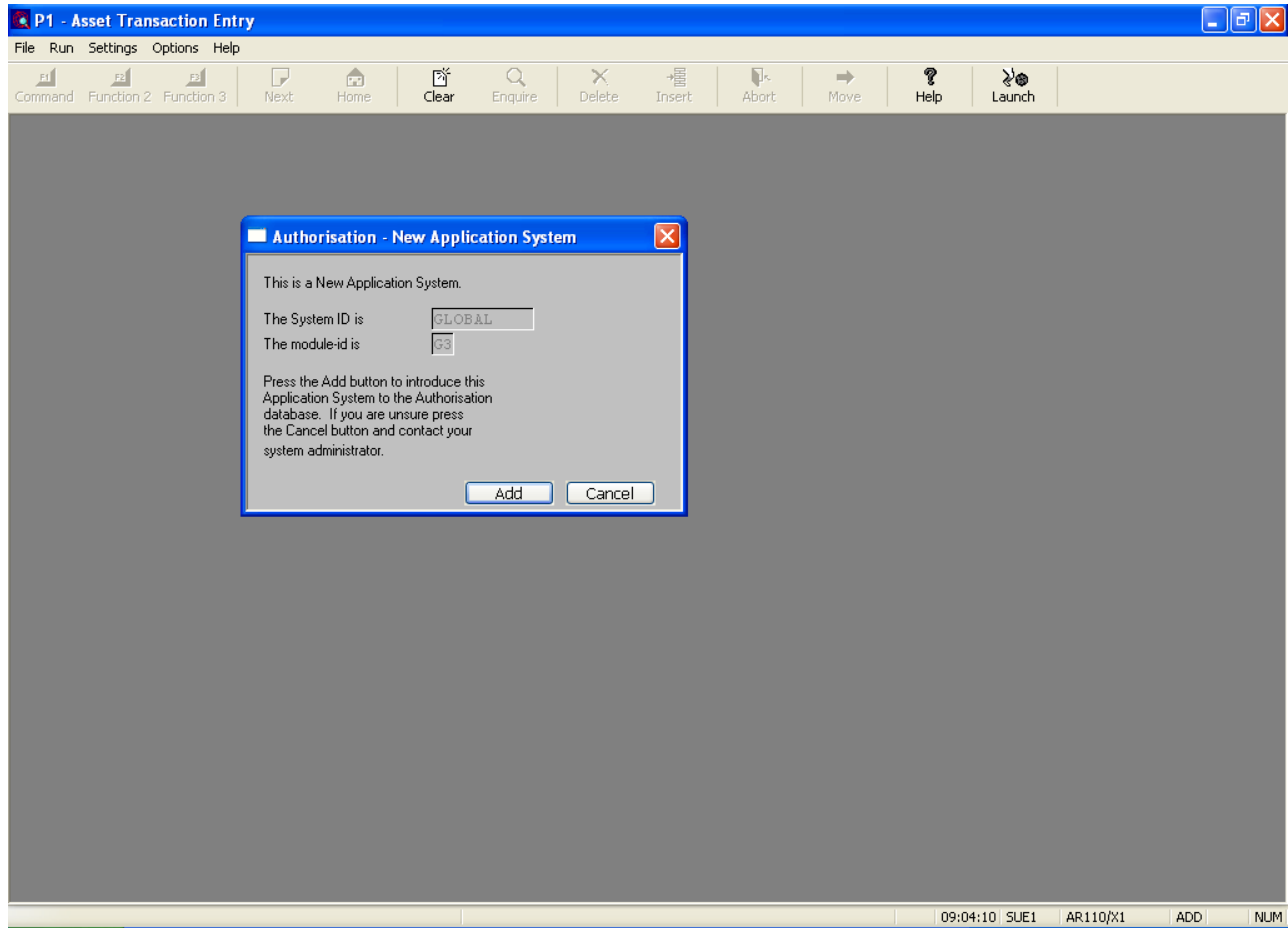 P1 - Asset Transaction Entry
File Run Settings Options Help
F1 F2 F3
Command Function 2 Function 3 Next Home Clear Enquire Delete Insert Abort Move Help Launch
Authorisation - New Application System
This is a New Application System.
The System ID is GLOBAL
The module-id is G3
Press the Add button to introduce this
Application System to the Authorisation
database. If you are unsure press
the Cancel button and contact your
system administrator.
Add Cancel
09:04:10 SUE1 AR110/X1 ADD NUM